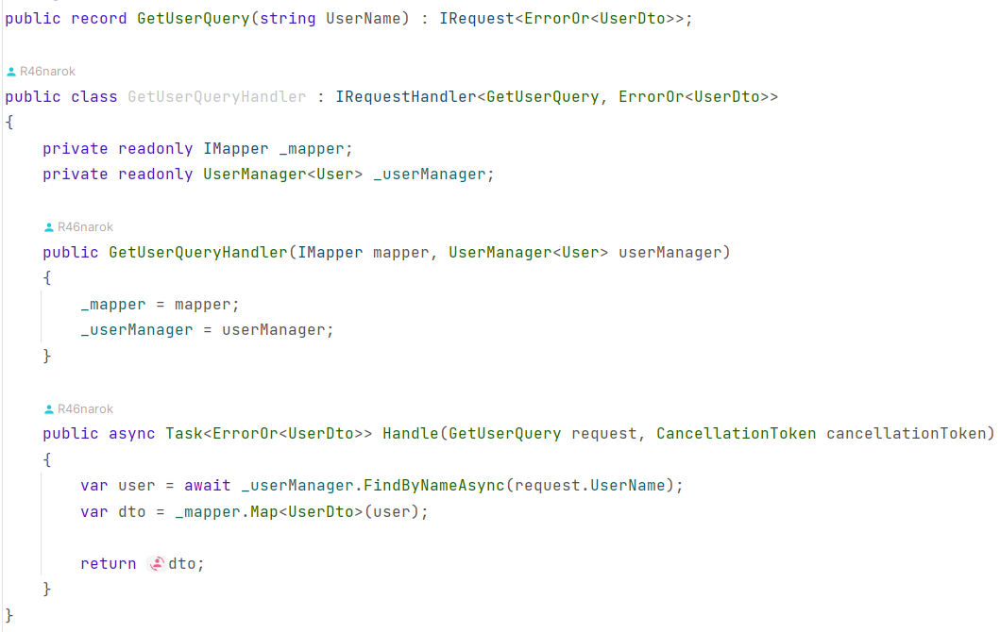 public record GetUserQuery(string UserName) : IRequest<ErrorOr<UserDto>>;
R46narok
public class GetUserQueryHandler : IRequestHandler<GetUserQuery, ErrorOr<UserDto>>
{
    private readonly IMapper _mapper;
    private readonly UserManager<User> _userManager;
    R46narok
    public GetUserQueryHandler(IMapper mapper, UserManager<User> userManager)
    {
        _mapper = mapper;
        _userManager = userManager;
    }
    R46narok
    public async Task<ErrorOr<UserDto>> Handle(GetUserQuery request, CancellationToken cancellationToken)
    {
        var user = await _userManager.FindByNameAsync(request.UserName);
        var dto = _mapper.Map<UserDto>(user);
        return dto;
    }
}